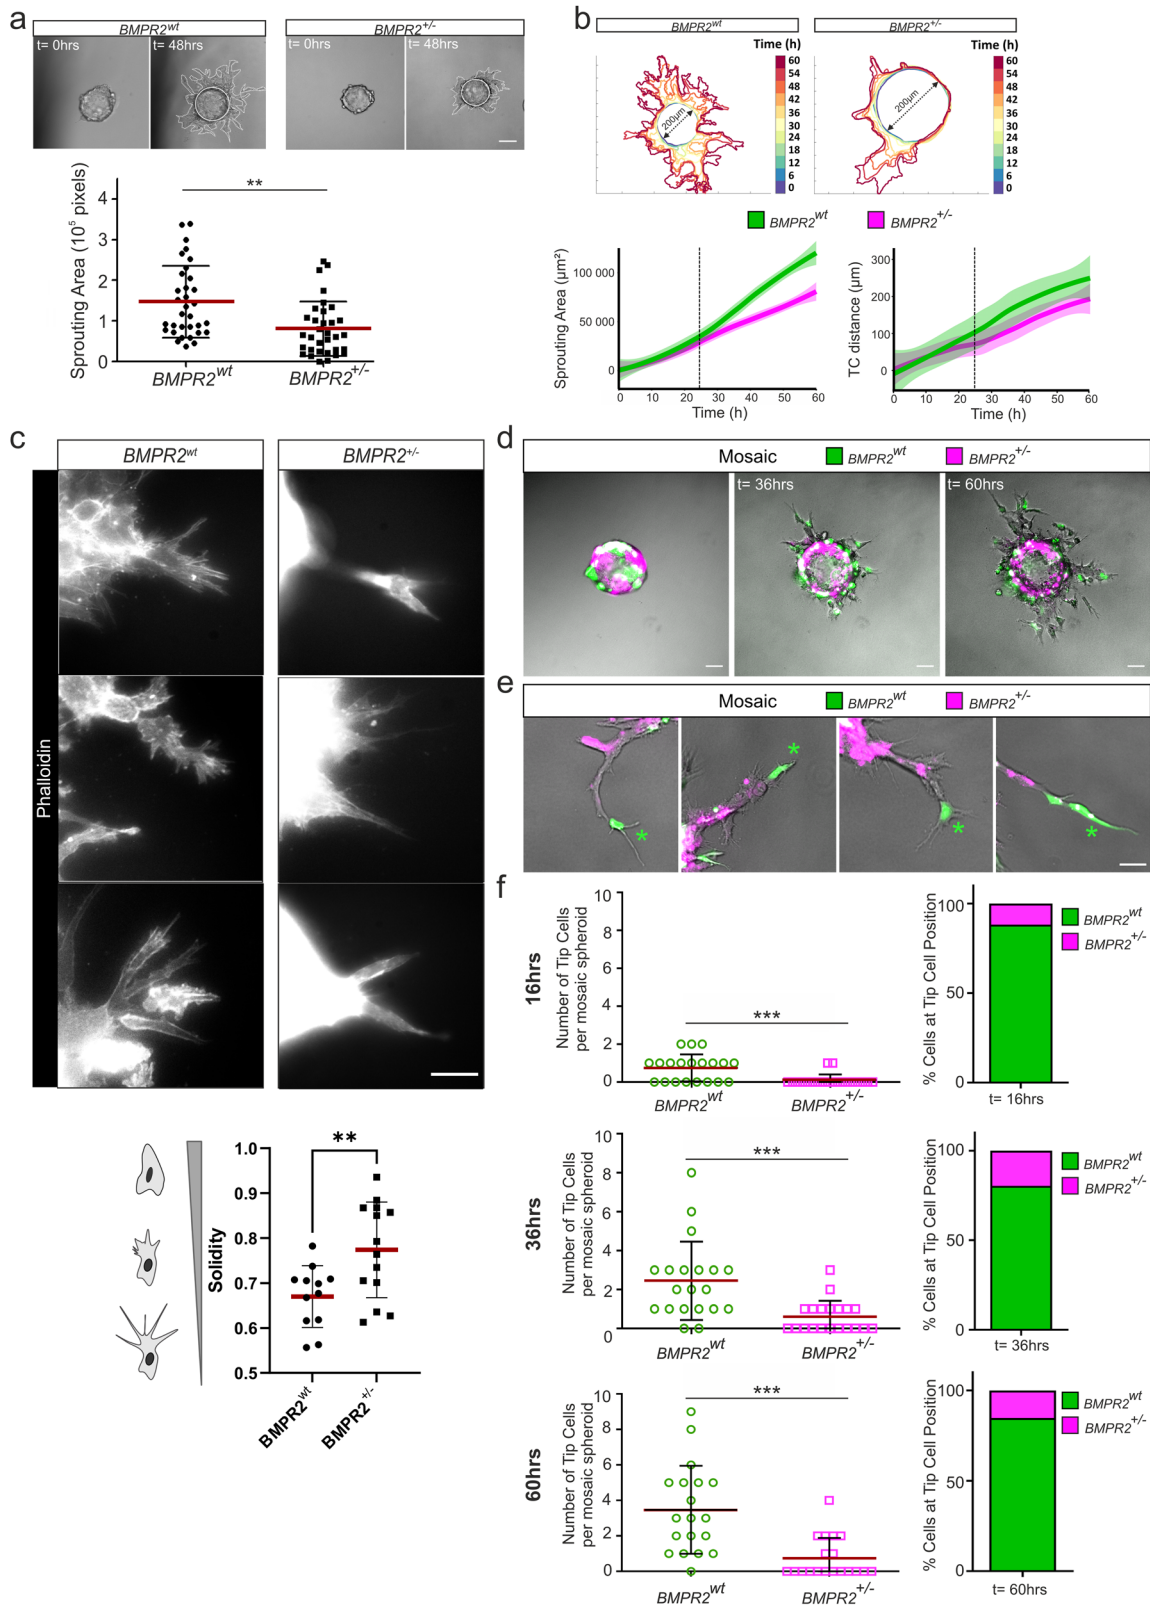 a
BMPR2wt
BMPR2+/-
t= 0hrs
t= 48hrs
t= 0hrs
t= 48hrs
Sprouting Area (10⁵ pixels)
**
4
3
2
1
0
BMPR2wt
BMPR2+/-
b
BMPR2wt
BMPR2+/-
Time (h)
60
54
48
42
36
30
24
18
12
6
0
200µm
Time (h)
60
54
48
42
36
30
24
18
12
6
0
200µm
BMPR2wt
BMPR2+/-
Sprouting Area (µm²)
100 000
50 000
0
0 10 20 30 40 50 60
Time (h)
TC distance (µm)
300
200
100
0
0 10 20 30 40 50 60
Time (h)
c
BMPR2wt
BMPR2+/-
Phalloidin
**
Solidity
1.0
0.9
0.8
0.7
0.6
0.5
BMPR2wt
BMPR2+/-
d
Mosaic
BMPR2wt
BMPR2+/-
t= 36hrs
t= 60hrs
e
Mosaic
BMPR2wt
BMPR2+/-
*
*
*
*
f
16hrs
Number of Tip Cells
per mosaic spheroid
10
8
6
4
2
0
***
BMPR2wt
BMPR2+/-
% Cells at Tip Cell Position
100
50
0
t= 16hrs
BMPR2wt
BMPR2+/-
36hrs
Number of Tip Cells
per mosaic spheroid
10
8
6
4
2
0
***
BMPR2wt
BMPR2+/-
% Cells at Tip Cell Position
100
50
0
t= 36hrs
BMPR2wt
BMPR2+/-
60hrs
Number of Tip Cells
per mosaic spheroid
10
8
6
4
2
0
***
BMPR2wt
BMPR2+/-
% Cells at Tip Cell Position
100
50
0
t= 60hrs
BMPR2wt
BMPR2+/-